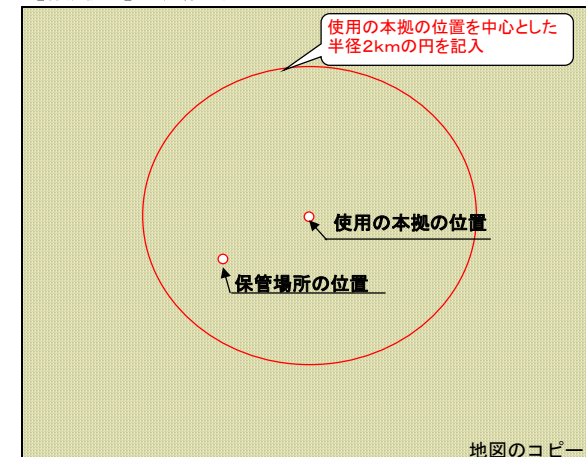 使用の本拠の位置を中心とした
半径2kmの円を記入
使用の本拠の位置
保管場所の位置
地図のコピー